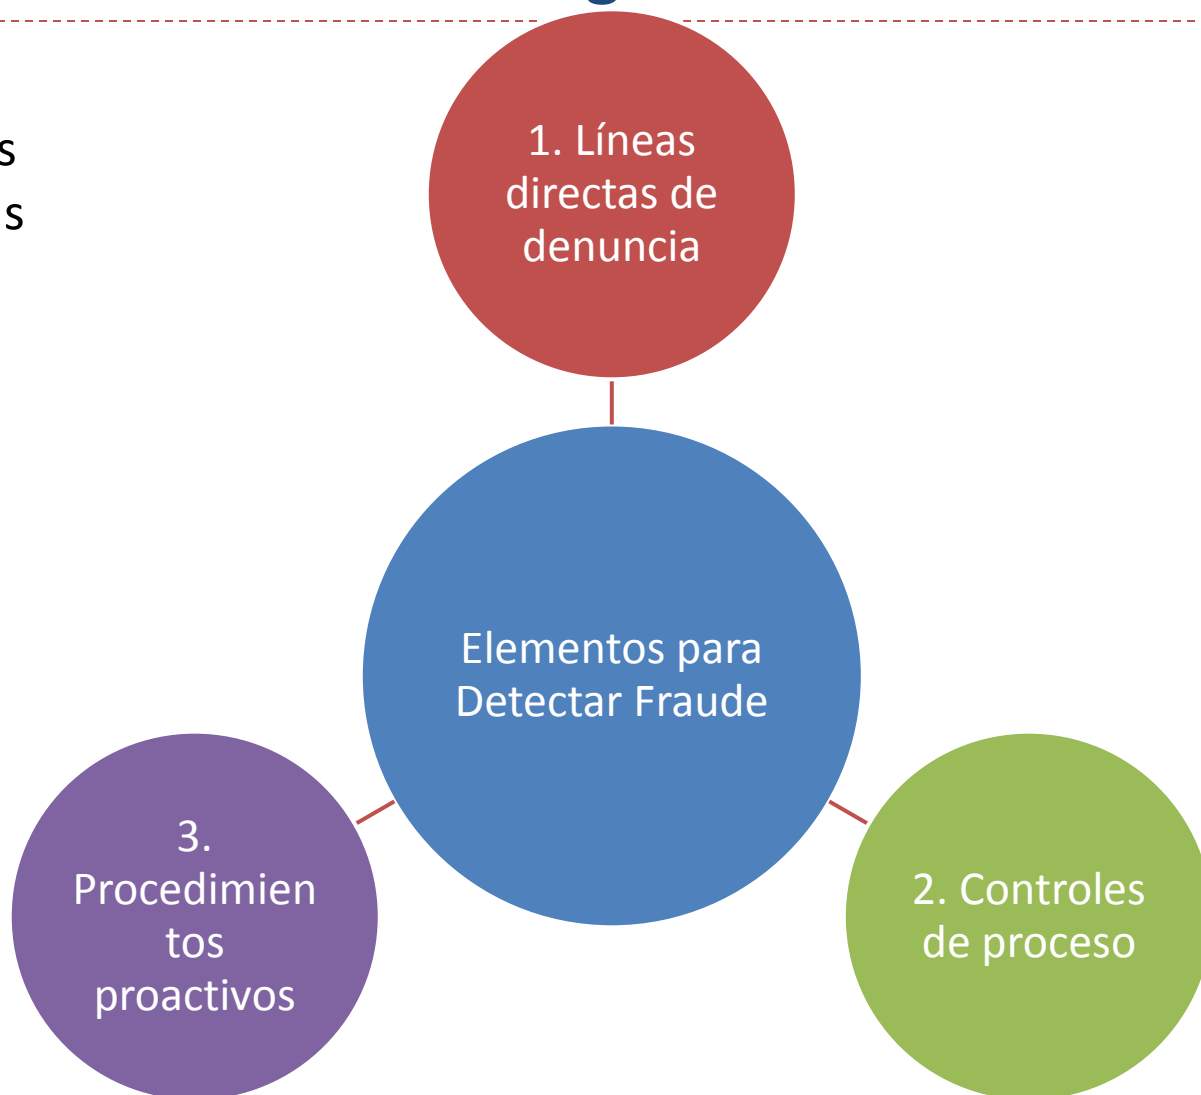 1. Líneas
directas de
denuncia
Elementos para
Detectar Fraude
2. Controles
de proceso
3.
Procedimien
tos
proactivos